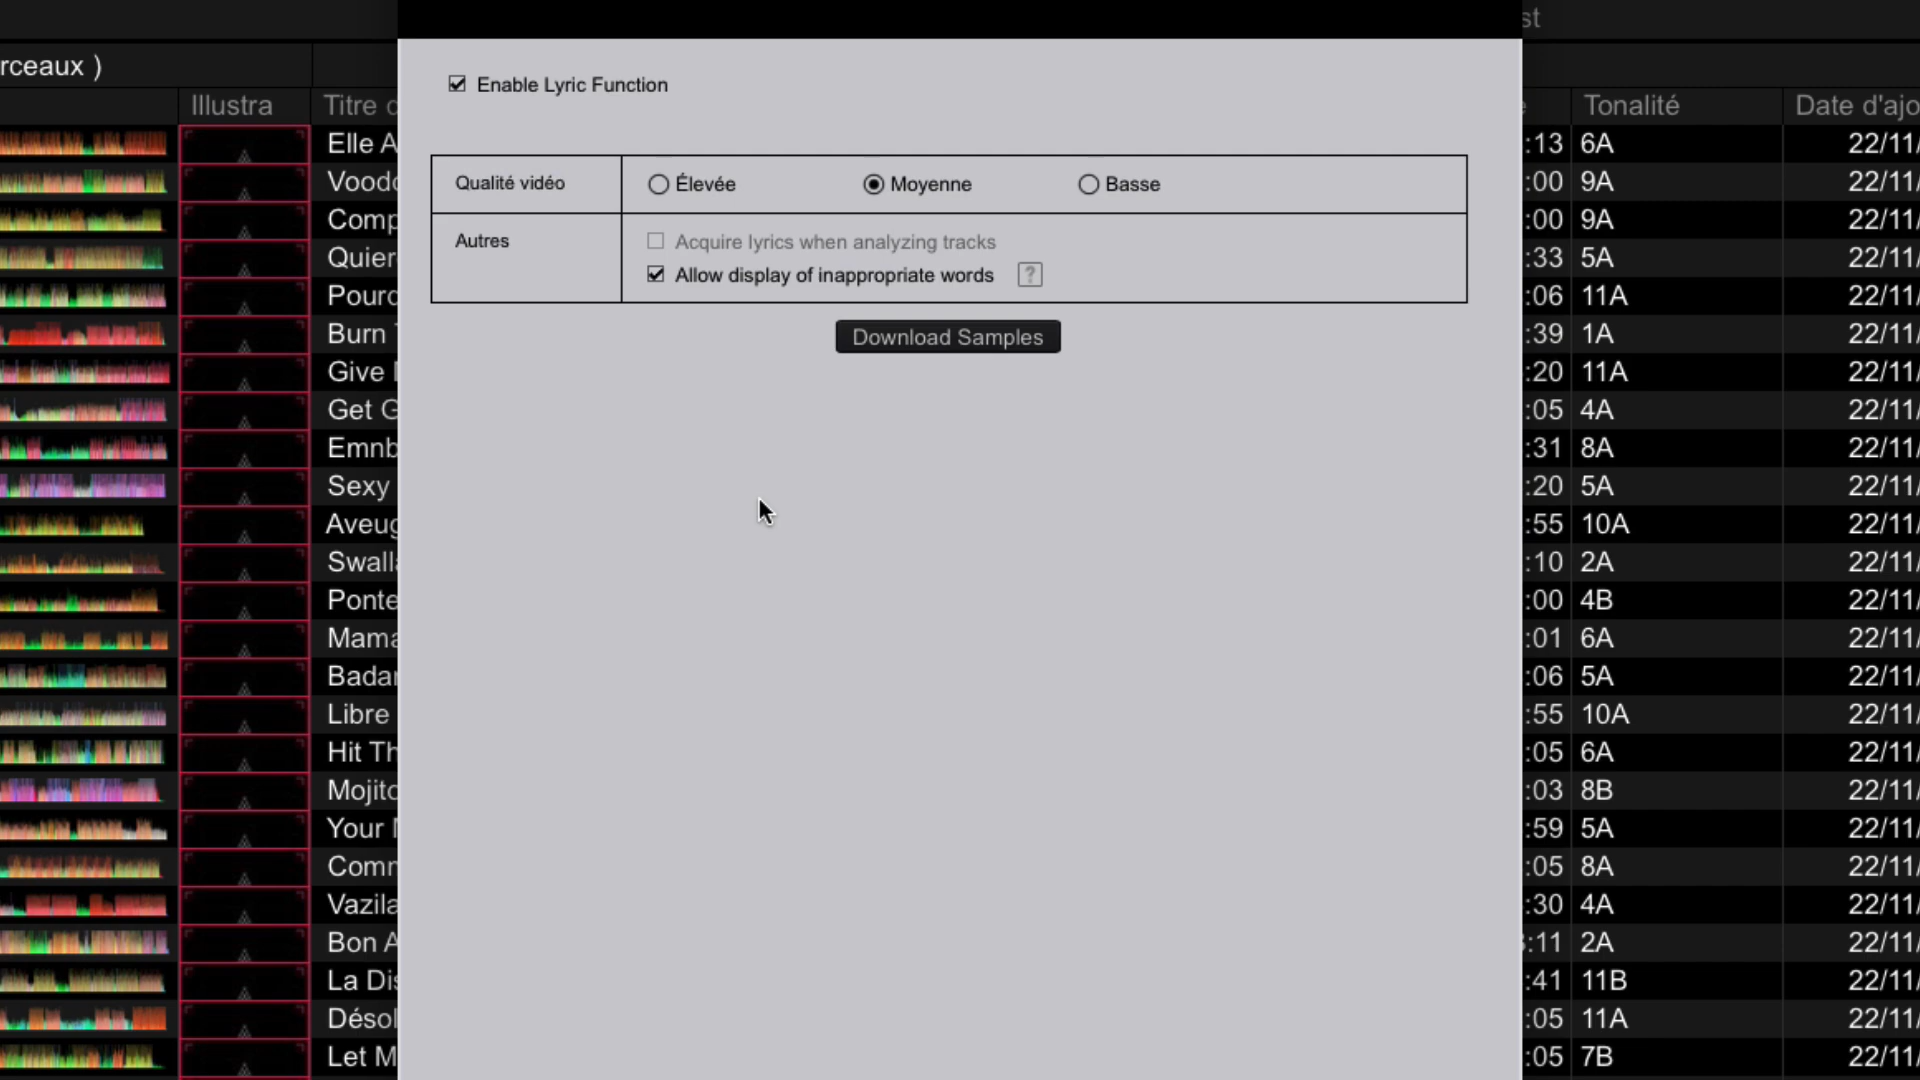 st
rceaux )
Enable Lyric Function
Illustra Titre Tonalité Date d'ajo
Elle A :13 6A 22/11/
Voodo :00 9A 22/11/
Qualité vidéo Élevée Moyenne Basse
Comp :00 9A 22/11/
Autres Acquire lyrics when analyzing tracks
Quier :33 5A 22/11/
Allow display of inappropriate words ?
Pourq :06 11A 22/11/
Burn :39 1A 22/11/
Download Samples
Give :20 11A 22/11/
Get G :05 4A 22/11/
Emnb :31 8A 22/11/
Sexy :20 5A 22/11/
Aveug :55 10A 22/11/
Swalla :10 2A 22/11/
Ponte :00 4B 22/11/
Mama :01 6A 22/11/
Badar :06 5A 22/11/
Libre :55 10A 22/11/
Hit Th :05 6A 22/11/
Mojito :03 8B 22/11/
Your :59 5A 22/11/
Comm :05 8A 22/11/
Vazila :30 4A 22/11/
Bon A :11 2A 22/11/
La Dis :41 11B 22/11/
Désol :05 11A 22/11/
Let M :05 7B 22/11/